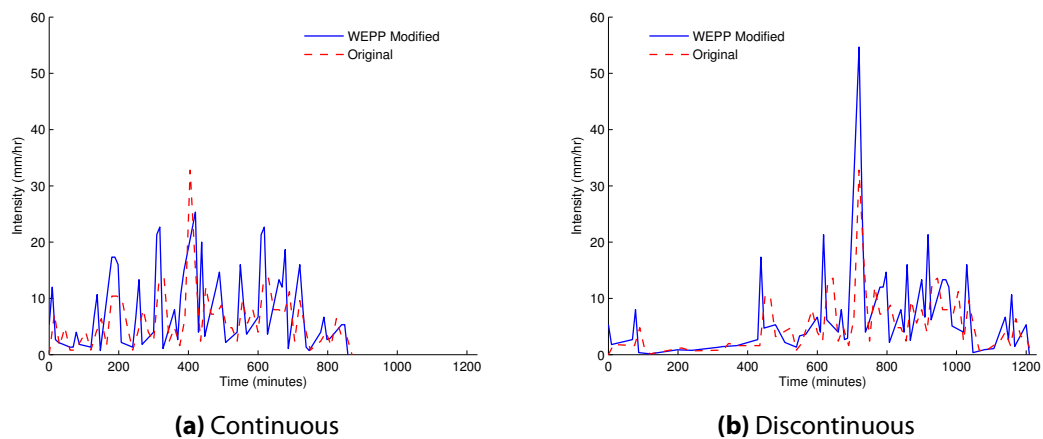 60
50
40
30
20
10
0
Intensity (mm/hr)
WEPP Modified
Original
0 200 400 600 800 1000 1200
Time (minutes)
(a) Continuous
60
50
40
30
20
10
0
Intensity (mm/hr)
WEPP Modified
Original
0 200 400 600 800 1000 1200
Time (minutes)
(b) Discontinuous